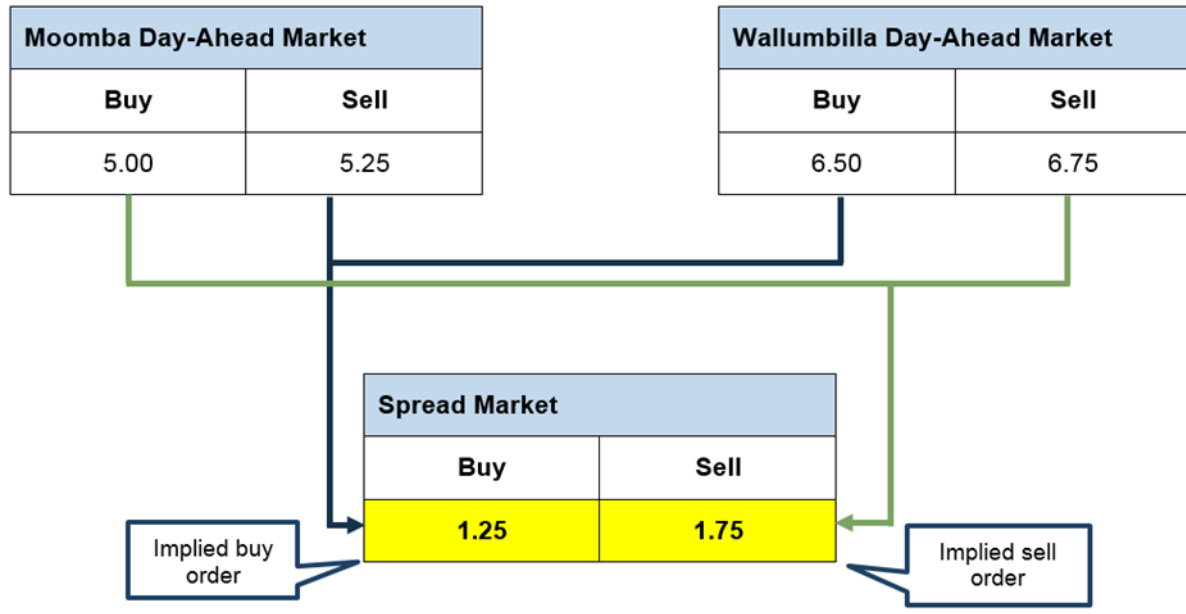 Moomba Day-Ahead Market
Buy Sell
5.00 5.25
Wallumbilla Day-Ahead Market
Buy Sell
6.50 6.75
Spread Market
Buy Sell
1.25 1.75
Implied buy
order
Implied sell
order